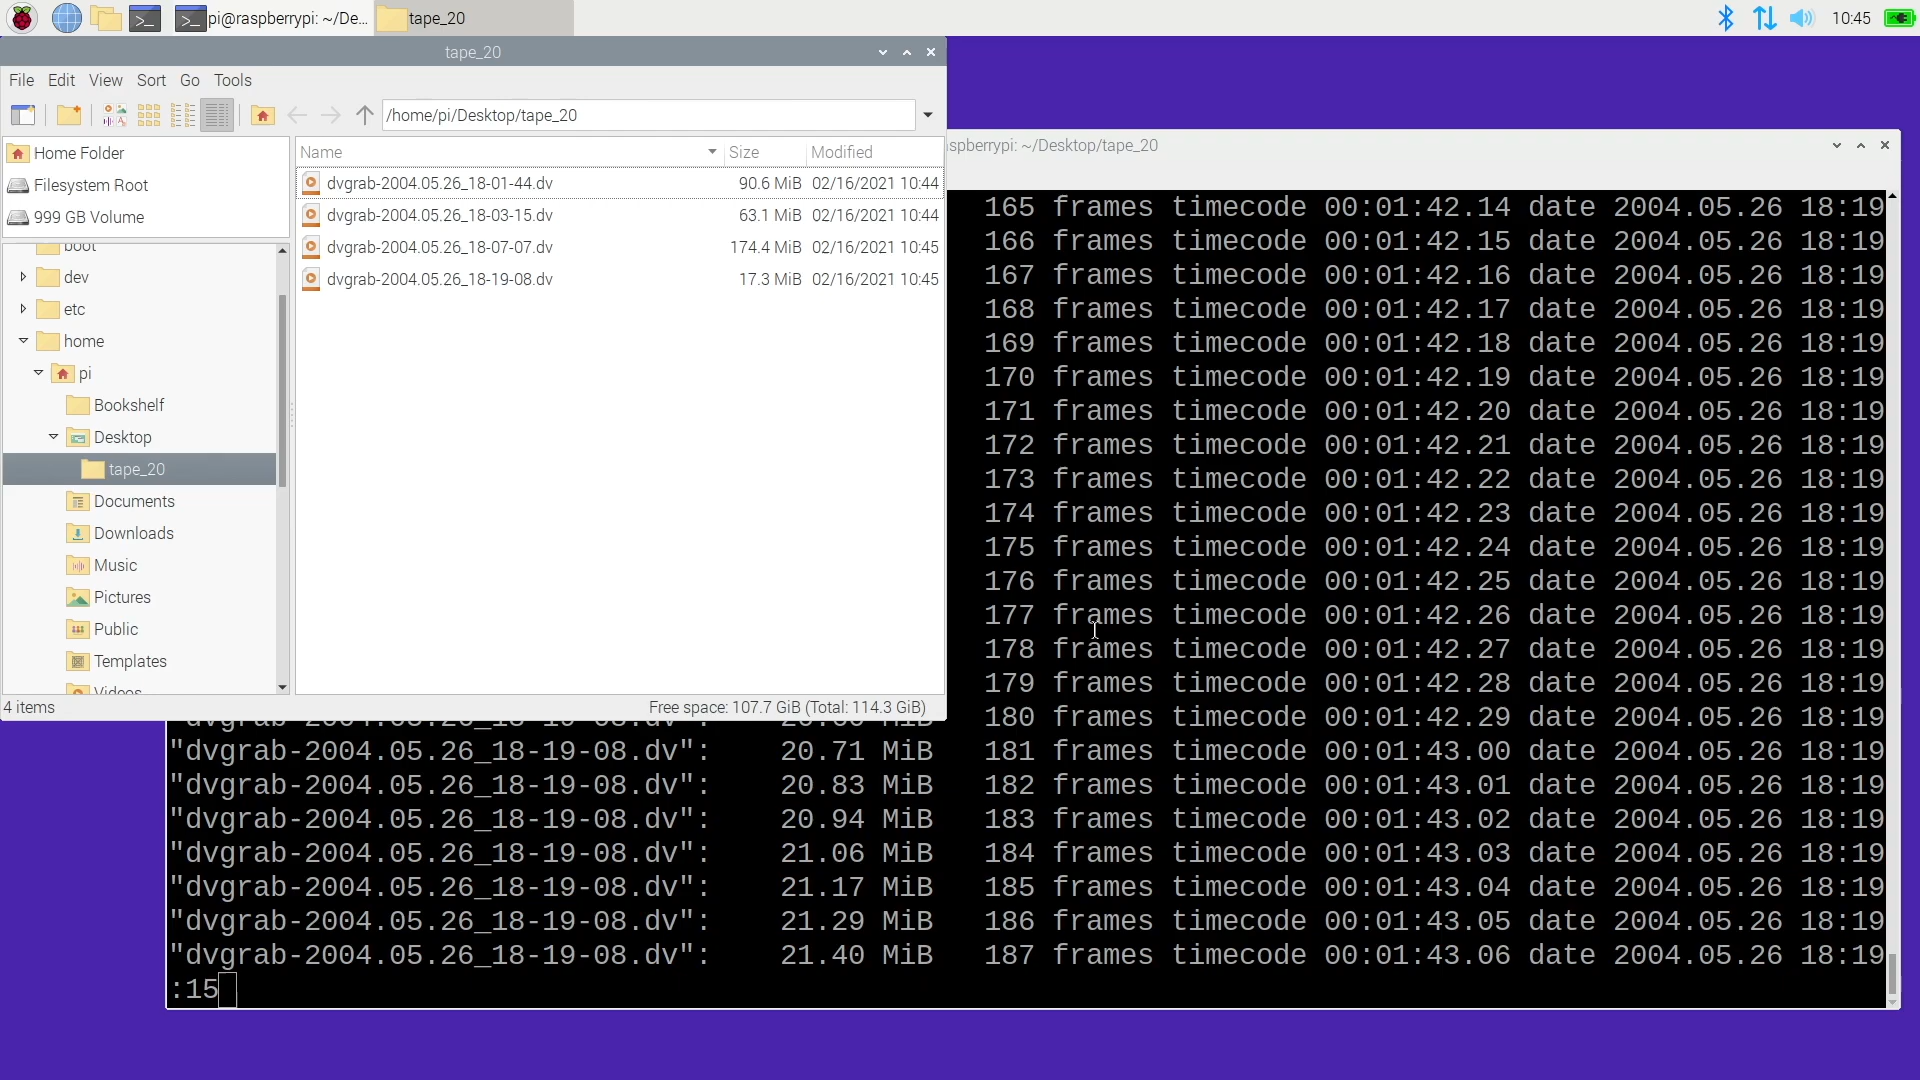 pi@raspberrypi: ~/De...
tape_20
10:45
tape_20
File Edit View Sort Go Tools
/home/pi/Desktop/tape_20
Home Folder
Filesystem Root
999 GB Volume
boot
dev
etc
home
pi
Bookshelf
Desktop
tape_20
Documents
Downloads
Music
Pictures
Public
Templates
Videos
Name Size Modified
dvgrab-2004.05.26_18-01-44.dv 90.6 MiB 02/16/2021 10:44
dvgrab-2004.05.26_18-03-15.dv 63.1 MiB 02/16/2021 10:44
dvgrab-2004.05.26_18-07-07.dv 174.4 MiB 02/16/2021 10:45
dvgrab-2004.05.26_18-19-08.dv 17.3 MiB 02/16/2021 10:45
4 items
Free space: 107.7 GiB (Total: 114.3 GiB)
spberrypi: ~/Desktop/tape_20
165 frames timecode 00:01:42.14 date 2004.05.26 18:19
166 frames timecode 00:01:42.15 date 2004.05.26 18:19
167 frames timecode 00:01:42.16 date 2004.05.26 18:19
168 frames timecode 00:01:42.17 date 2004.05.26 18:19
169 frames timecode 00:01:42.18 date 2004.05.26 18:19
170 frames timecode 00:01:42.19 date 2004.05.26 18:19
171 frames timecode 00:01:42.20 date 2004.05.26 18:19
172 frames timecode 00:01:42.21 date 2004.05.26 18:19
173 frames timecode 00:01:42.22 date 2004.05.26 18:19
174 frames timecode 00:01:42.23 date 2004.05.26 18:19
175 frames timecode 00:01:42.24 date 2004.05.26 18:19
176 frames timecode 00:01:42.25 date 2004.05.26 18:19
177 frames timecode 00:01:42.26 date 2004.05.26 18:19
178 frames timecode 00:01:42.27 date 2004.05.26 18:19
179 frames timecode 00:01:42.28 date 2004.05.26 18:19
180 frames timecode 00:01:42.29 date 2004.05.26 18:19
"dvgrab-2004.05.26_18-19-08.dv": 20.71 MiB 181 frames timecode 00:01:43.00 date 2004.05.26 18:19
"dvgrab-2004.05.26_18-19-08.dv": 20.83 MiB 182 frames timecode 00:01:43.01 date 2004.05.26 18:19
"dvgrab-2004.05.26_18-19-08.dv": 20.94 MiB 183 frames timecode 00:01:43.02 date 2004.05.26 18:19
"dvgrab-2004.05.26_18-19-08.dv": 21.06 MiB 184 frames timecode 00:01:43.03 date 2004.05.26 18:19
"dvgrab-2004.05.26_18-19-08.dv": 21.17 MiB 185 frames timecode 00:01:43.04 date 2004.05.26 18:19
"dvgrab-2004.05.26_18-19-08.dv": 21.29 MiB 186 frames timecode 00:01:43.05 date 2004.05.26 18:19
"dvgrab-2004.05.26_18-19-08.dv": 21.40 MiB 187 frames timecode 00:01:43.06 date 2004.05.26 18:19
:15